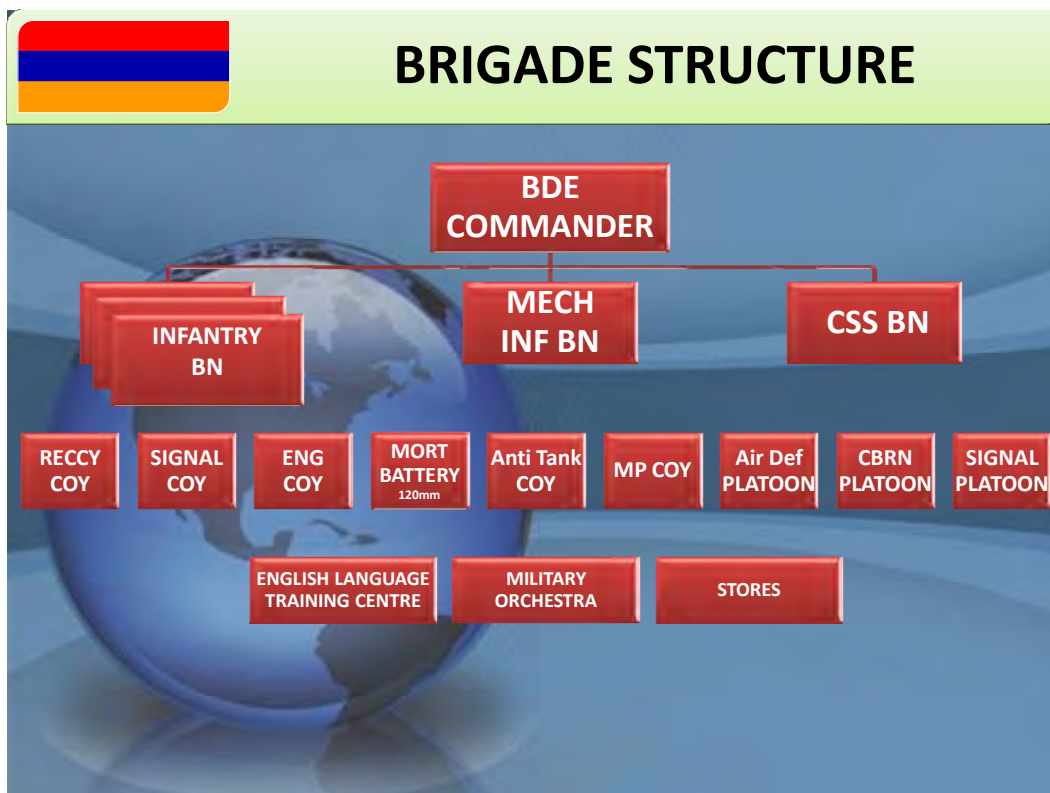 BRIGADE STRUCTURE
BDE
COMMANDER
INFANTRY
BN
MECH
INF BN
CSS BN
RECCY
COY
SIGNAL
COY
ENG
COY
MORT
BATTERY
120mm
Anti Tank
COY
MP COY
Air Def
PLATOON
CBRN
PLATOON
SIGNAL
PLATOON
ENGLISH LANGUAGE
TRAINING CENTRE
MILITARY
ORCHESTRA
STORES